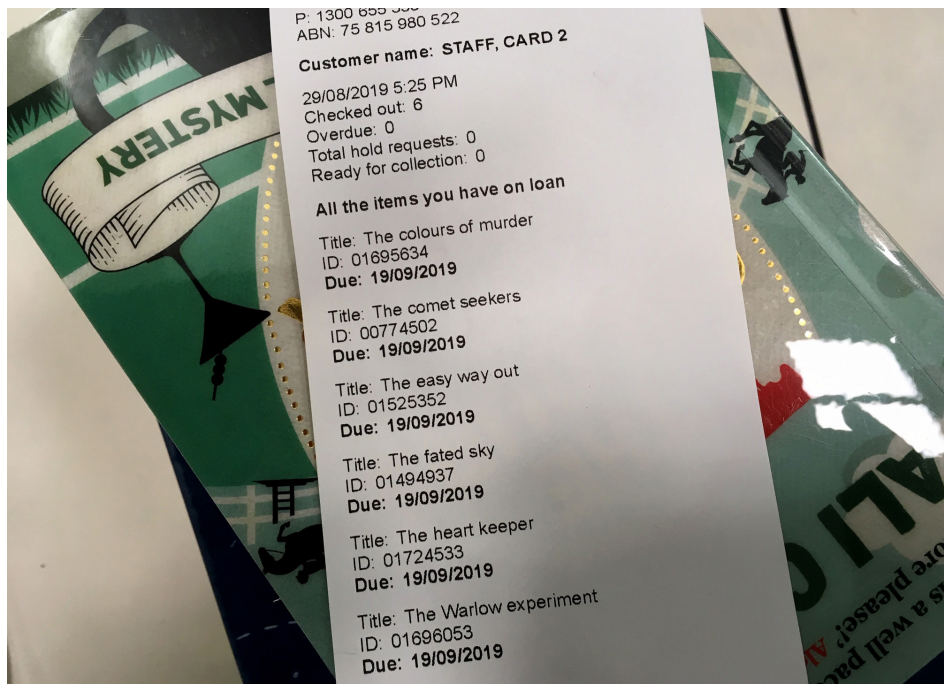 P: 1300 655
ABN: 75 815 980 522
Customer name: STAFF, CARD 2
29/08/2019 5:25 PM
Checked out: 6
Overdue: 0
Total hold requests: 0
Ready for collection: 0
All the items you have on loan
Title: The colours of murder
ID: 01695634
Due: 19/09/2019
Title: The comet seekers
ID: 00774502
Due: 19/09/2019
Title: The easy way out
ID: 01525352
Due: 19/09/2019
Title: The fated sky
ID: 01494937
Due: 19/09/2019
Title: The heart keeper
ID: 01724533
Due: 19/09/2019
Title: The Warlow experiment
ID: 01696053
Due: 19/09/2019
MYSTERY
ALI C
s a well pac
ore please!'